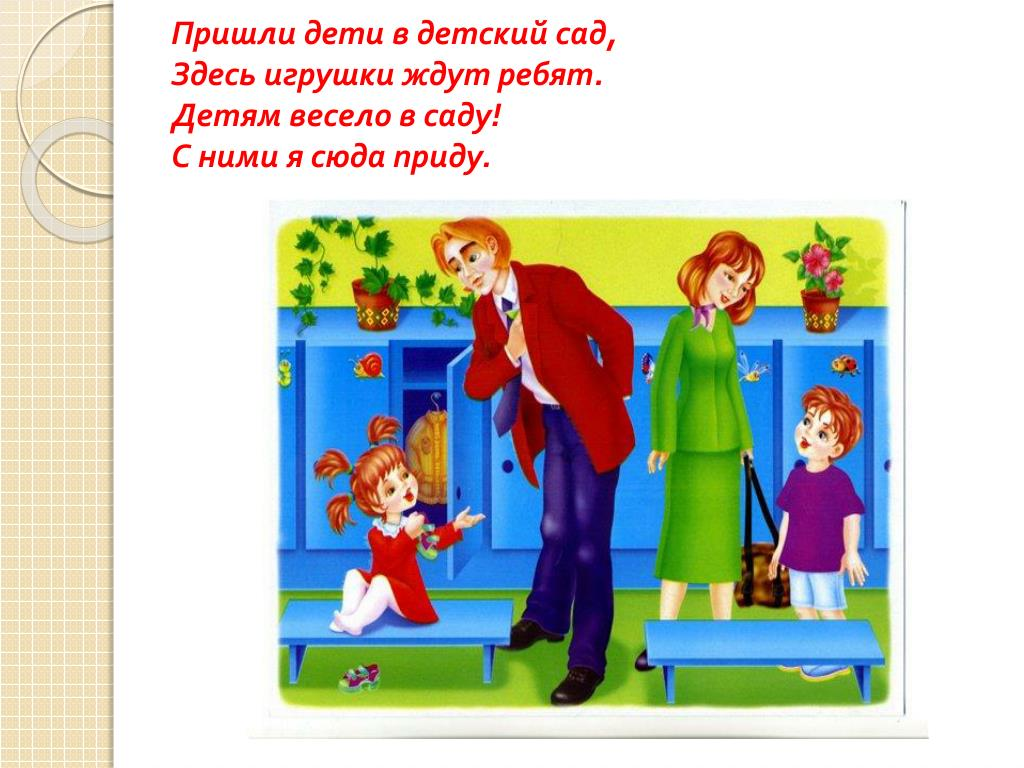 Пришли дети в детский сад,
Здесь игрушки ждут ребят.
Детям весело в саду!
С ними я сюда приду.